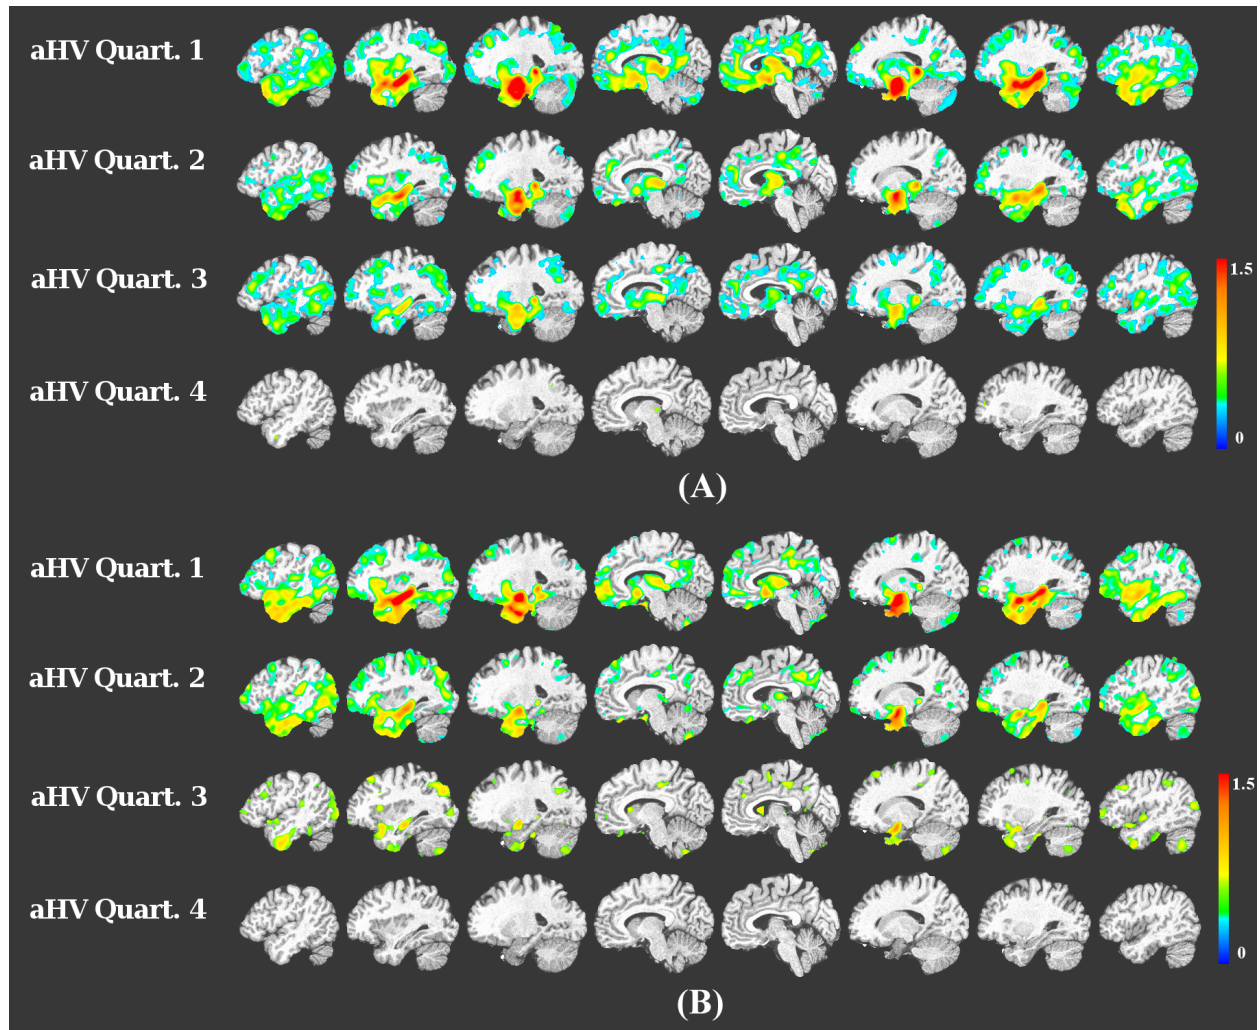 aHV Quart. 1
aHV Quart. 2
aHV Quart. 3
1.5
aHV Quart. 4
0
(A)
aHV Quart. 1
aHV Quart. 2
aHV Quart. 3
1.5
aHV Quart. 4
0
(B)